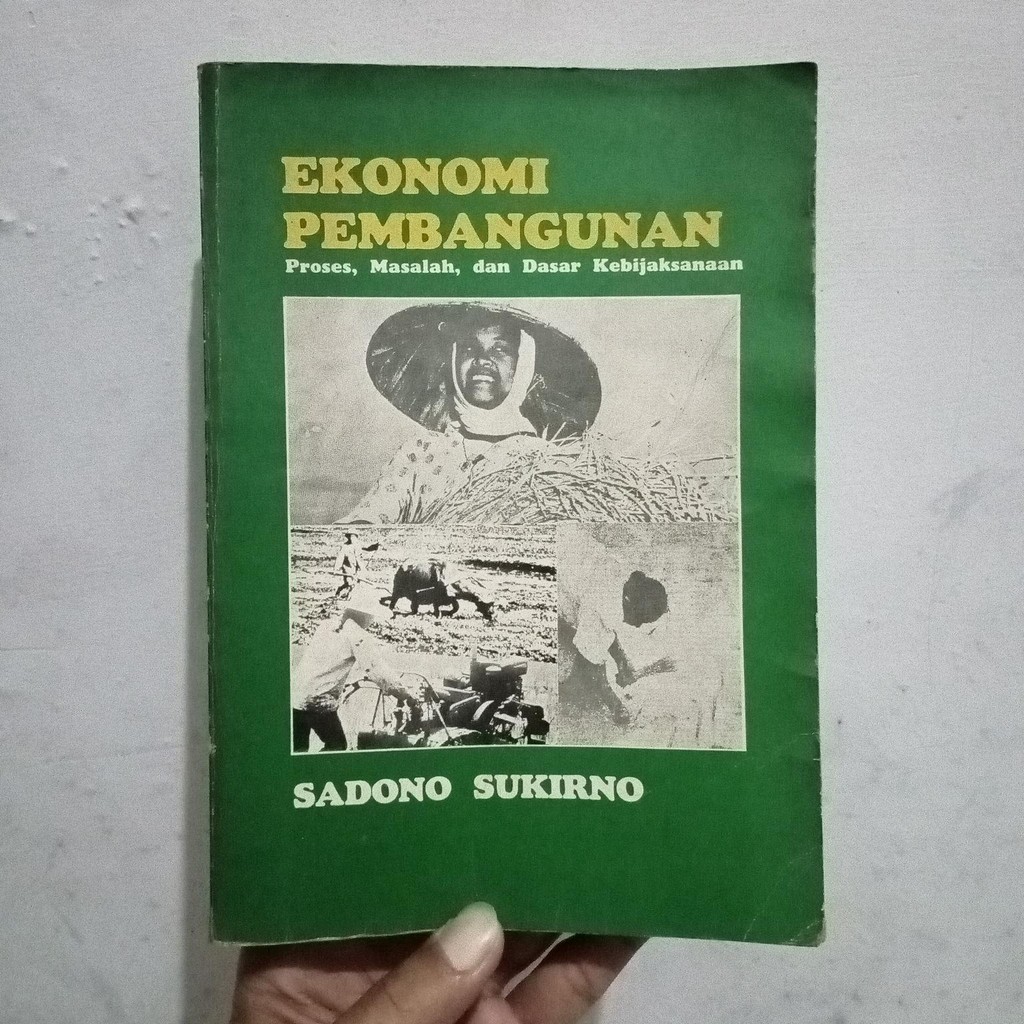 EKONOMI
PEMBANGUNAN
Proses, Masalah, dan Dasar Kebijaksanaan
SADONO SUKIRNO